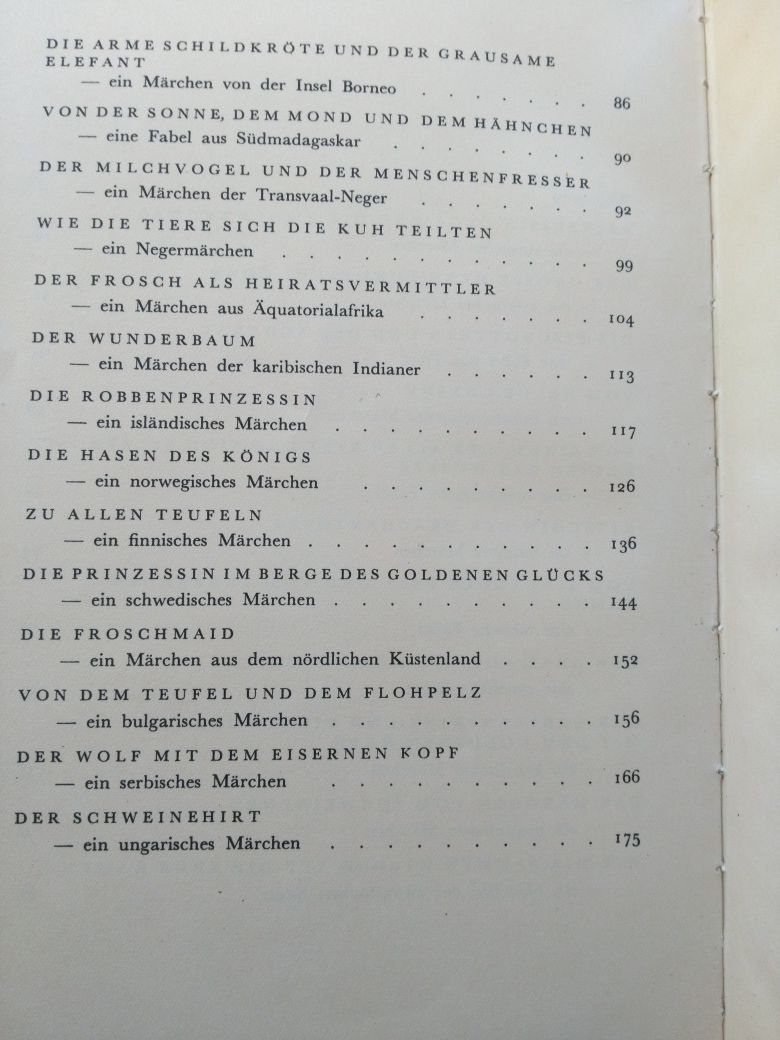 DIE ARME SCHILDKRÖTE UND DER GRAUSAME
ELEFANT
— ein Märchen von der Insel Borneo . . . . . . . 86
VON DER SONNE, DEM MOND UND DEM HÄHNCHEN
— eine Fabel aus Südmadagaskar . . . . . . . . 90
DER MILCHVOGEL UND DER MENSCHENFRESSER
— ein Märchen der Transvaal-Neger . . . . . . . 92
WIE DIE TIERE SICH DIE KUH TEILTEN
— ein Negermärchen . . . . . . . . . . . . 99
DER FROSCH ALS HEIRATSVERMITTLER
— ein Märchen aus Äquatorialafrika . . . . . . . 104
DER WUNDERBAUM
— ein Märchen der karibischen Indianer . . . . . . 113
DIE ROBBENPRINZESSIN
— ein isländisches Märchen . . . . . . . . . . 117
DIE HASEN DES KÖNIGS
— ein norwegisches Märchen . . . . . . . . . 126
ZU ALLEN TEUFELN
— ein finnisches Märchen . . . . . . . . . . . 136
DIE PRINZESSIN IM BERGE DES GOLDENEN GLÜCKS
— ein schwedisches Märchen . . . . . . . . . . 144
DIE FROSCHMAID
— ein Märchen aus dem nördlichen Küstenland . . . . 152
VON DEM TEUFEL UND DEM FLOHPELZ
— ein bulgarisches Märchen . . . . . . . . . . 156
DER WOLF MIT DEM EISERNEN KOPF
— ein serbisches Märchen . . . . . . . . . . 166
DER SCHWEINEHIRT
— ein ungarisches Märchen . . . . . . . . . . 175